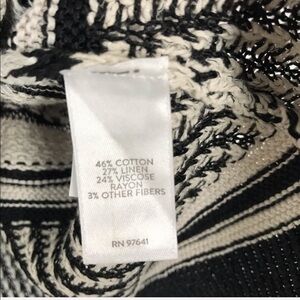 46% COTTON
27% LINEN
24% VISCOSE
RAYON
3% OTHER FIBERS
RN 97641